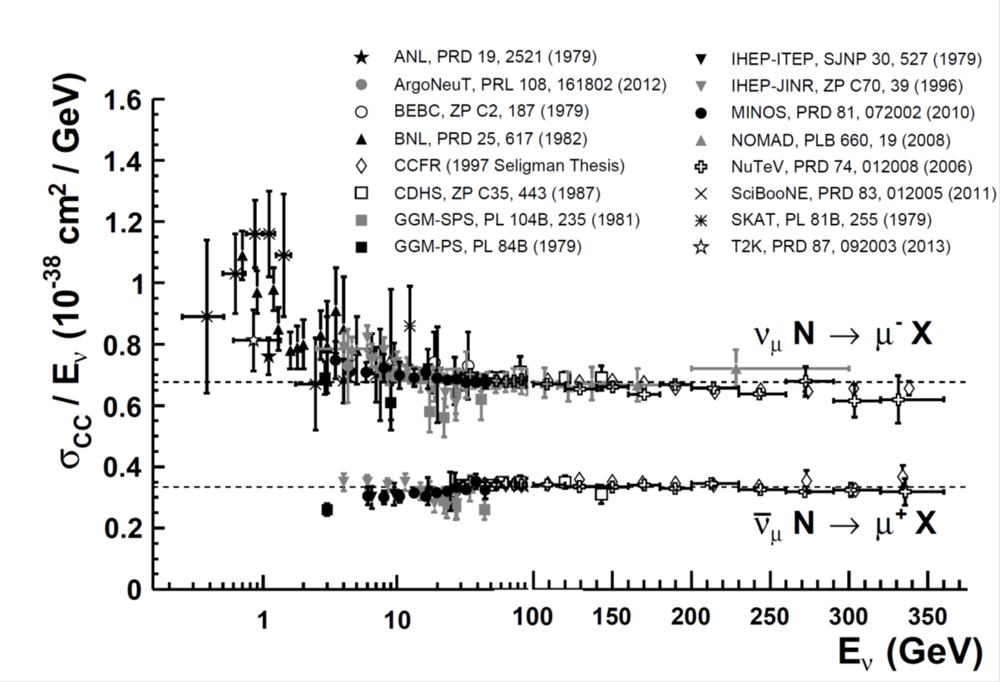 ANL, PRD 19, 2521 (1979)
ArgoNeuT, PRL 108, 161802 (2012)
BEBC, ZP C2, 187 (1979)
BNL, PRD 25, 617 (1982)
CCFR (1997 Seligman Thesis)
CDHS, ZP C35, 443 (1987)
GGM-SPS, PL 104B, 235 (1981)
GGM-PS, PL 84B (1979)
IHEP-ITEP, SJNP 30, 527 (1979)
IHEP-JINR, ZP C70, 39 (1996)
MINOS, PRD 81, 072002 (2010)
NOMAD, PLB 660, 19 (2008)
NuTeV, PRD 74, 012008 (2006)
SciBooNE, PRD 83, 012005 (2011)
SKAT, PL 81B, 255 (1979)
T2K, PRD 87, 092003 (2013)
σCC / Eν (10⁻³⁸ cm² / GeV)
1.6
1.4
1.2
1
0.8
0.6
0.4
0.2
0
νμ N → μ⁻ X
ν̅μ N → μ⁺ X
1 10 100 150 200 250 300 350
Eν (GeV)